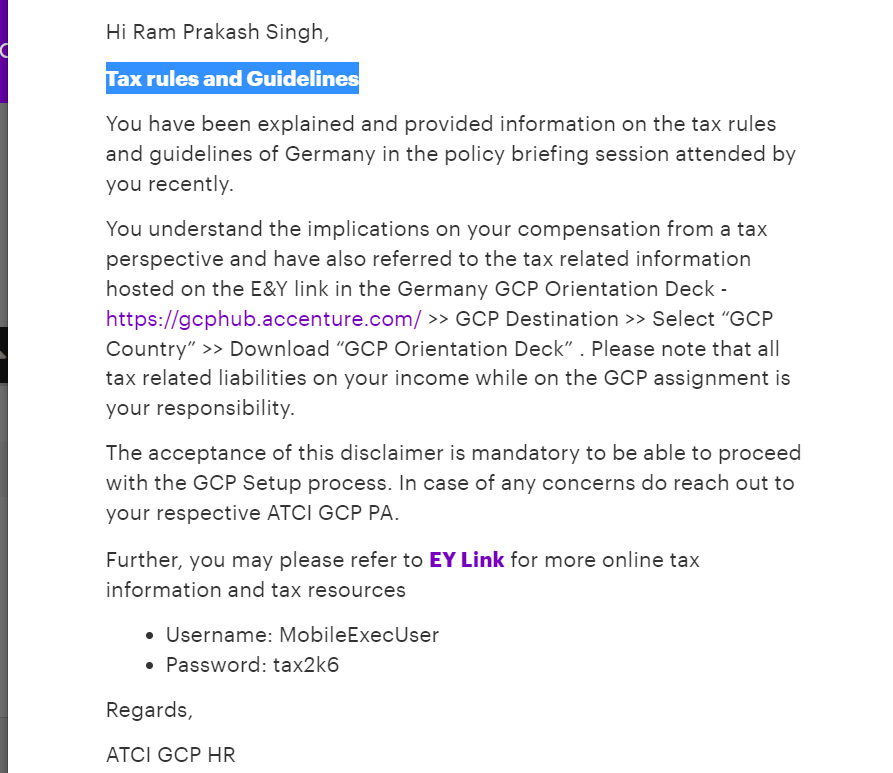 Hi Ram Prakash Singh,
Tax rules and Guidelines
You have been explained and provided information on the tax rules
and guidelines of Germany in the policy briefing session attended by
you recently.
You understand the implications on your compensation from a tax
perspective and have also referred to the tax related information
hosted on the E&Y link in the Germany GCP Orientation Deck -
https://gcphub.accenture.com/ >> GCP Destination >> Select “GCP
Country” >> Download “GCP Orientation Deck” . Please note that all
tax related liabilities on your income while on the GCP assignment is
your responsibility.
The acceptance of this disclaimer is mandatory to be able to proceed
with the GCP Setup process. In case of any concerns do reach out to
your respective ATCI GCP PA.
Further, you may please refer to EY Link for more online tax
information and tax resources
• Username: MobileExecUser
• Password: tax2k6
Regards,
ATCI GCP HR